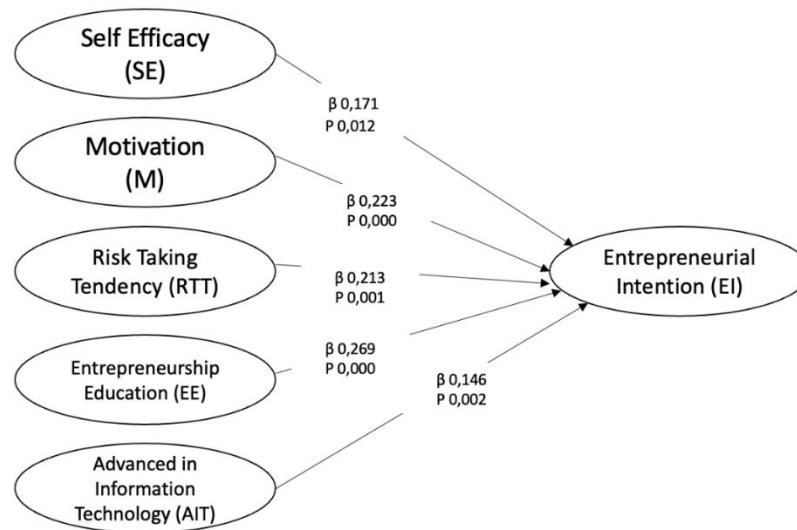 Self Efficacy
(SE)
β 0,171
P 0,012
Motivation
(M)
β 0,223
P 0,000
Risk Taking
Tendency (RTT)
β 0,213
P 0,001
Entrepreneurial
Intention (EI)
Entrepreneurship
Education (EE)
β 0,269
P 0,000
β 0,146
P 0,002
Advanced in
Information
Technology (AIT)